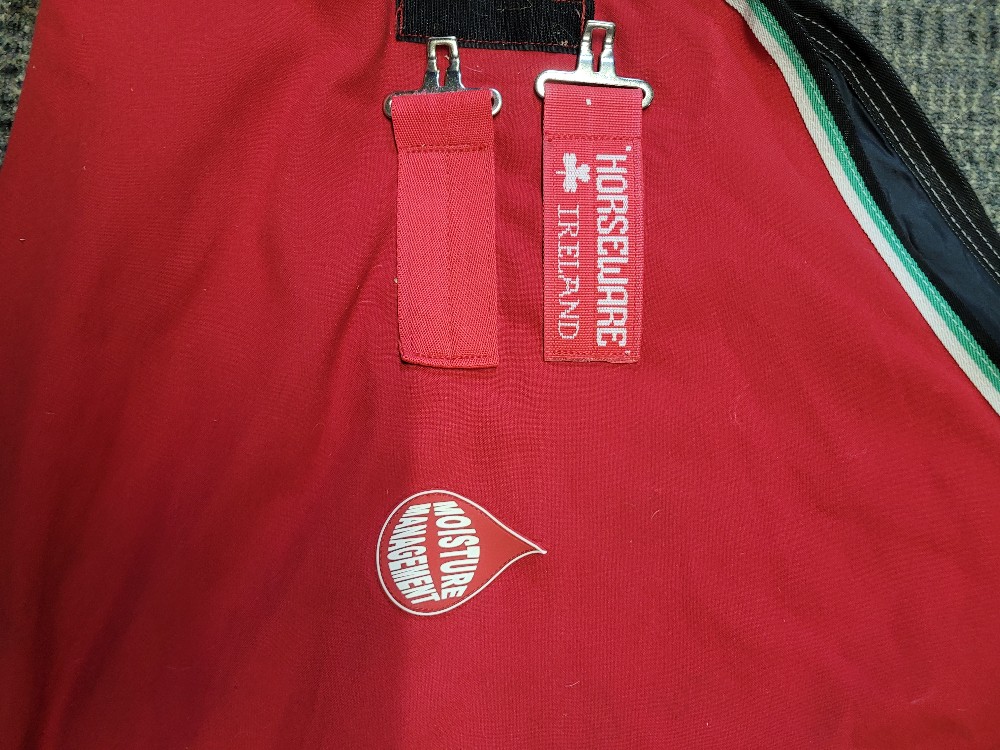 HORSEWARE
IRELAND
MOISTURE
MANAGEMENT